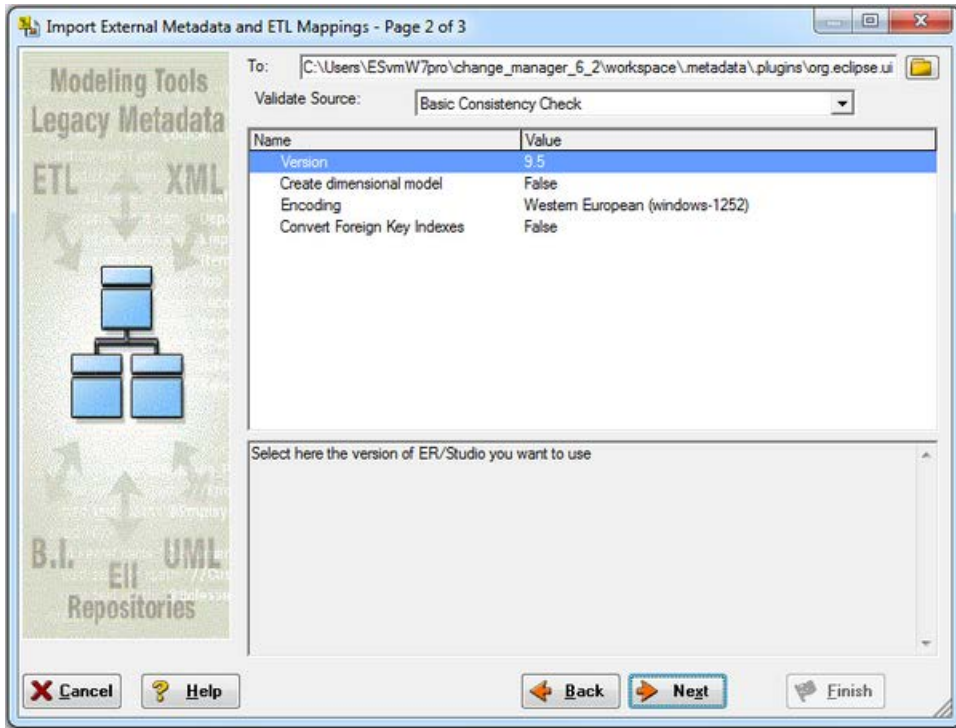 Import External Metadata and ETL Mappings - Page 2 of 3
Modeling Tools
Legacy Metadata
ETL XML
B.I. EII UML
Repositories
To: C:\Users\ESvmW7pro\change_manager_6_2\workspace\.metadata\.plugins\org.eclipse.ui
Validate Source: Basic Consistency Check
Name Value
Version 9.5
Create dimensional model False
Encoding Western European (windows-1252)
Convert Foreign Key Indexes False
Select here the version of ER/Studio you want to use
Cancel Help Back Next Finish